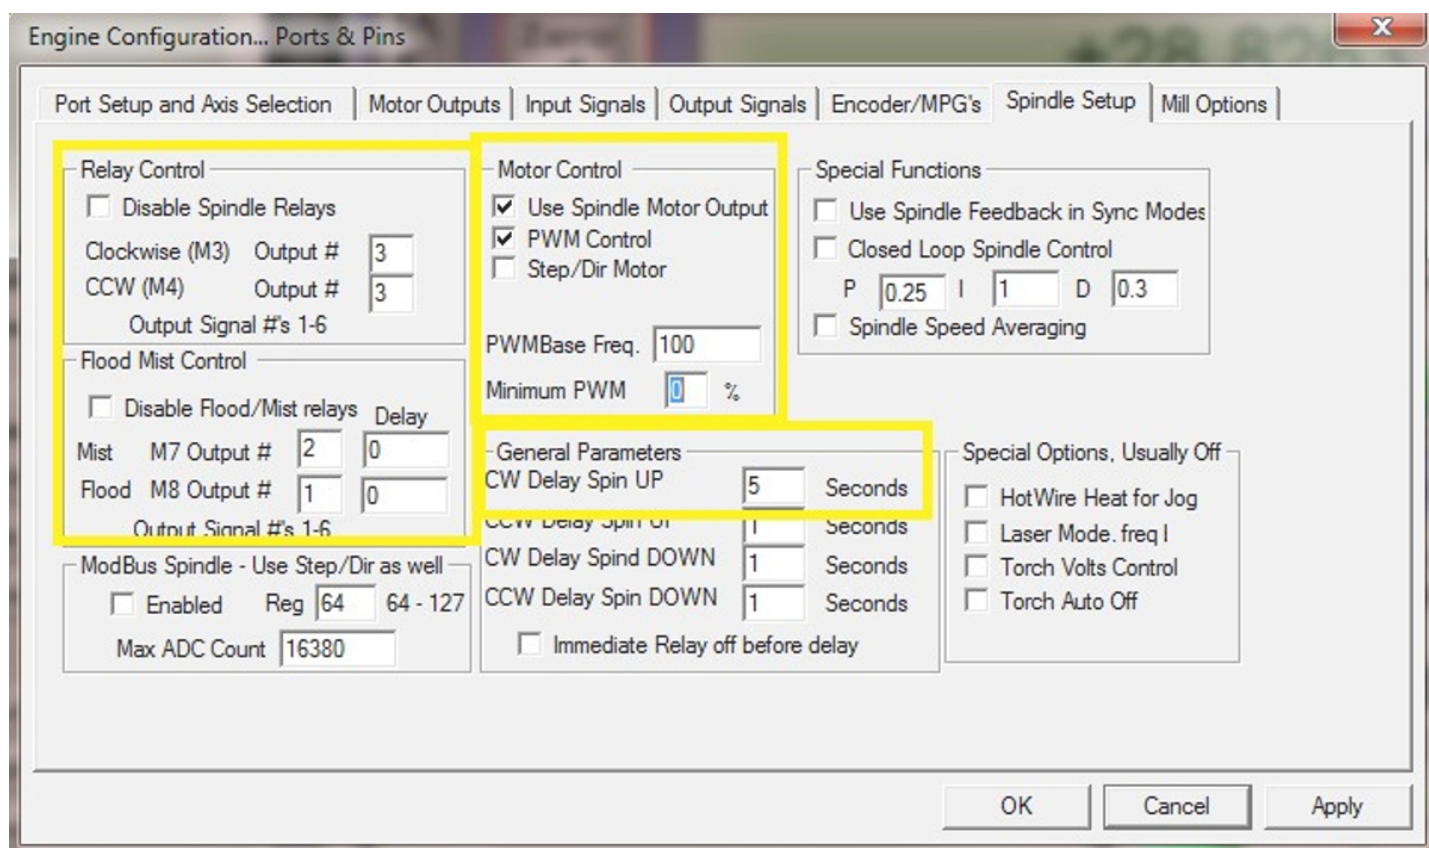 Engine Configuration... Ports & Pins
Port Setup and Axis Selection
Motor Outputs
Input Signals
Output Signals
Encoder/MPG's
Spindle Setup
Mill Options
Relay Control
Disable Spindle Relays
Clockwise (M3) Output # 3
CCW (M4) Output # 3
Output Signal #'s 1-6
Flood Mist Control
Disable Flood/Mist relays Delay
Mist M7 Output # 2 0
Flood M8 Output # 1 0
Output Signal #'s 1-6
ModBus Spindle - Use Step/Dir as well
Enabled Reg 64 64 - 127
Max ADC Count 16380
Motor Control
Use Spindle Motor Output
PWM Control
Step/Dir Motor
PWMBase Freq. 100
Minimum PWM 0 %
General Parameters
CW Delay Spin UP 5 Seconds
CCW Delay Spin UP 1 Seconds
CW Delay Spind DOWN 1 Seconds
CCW Delay Spin DOWN 1 Seconds
Immediate Relay off before delay
Special Functions
Use Spindle Feedback in Sync Modes
Closed Loop Spindle Control
P 0.25 I 1 D 0.3
Spindle Speed Averaging
Special Options, Usually Off
HotWire Heat for Jog
Laser Mode. freq
Torch Volts Control
Torch Auto Off
OK
Cancel
Apply